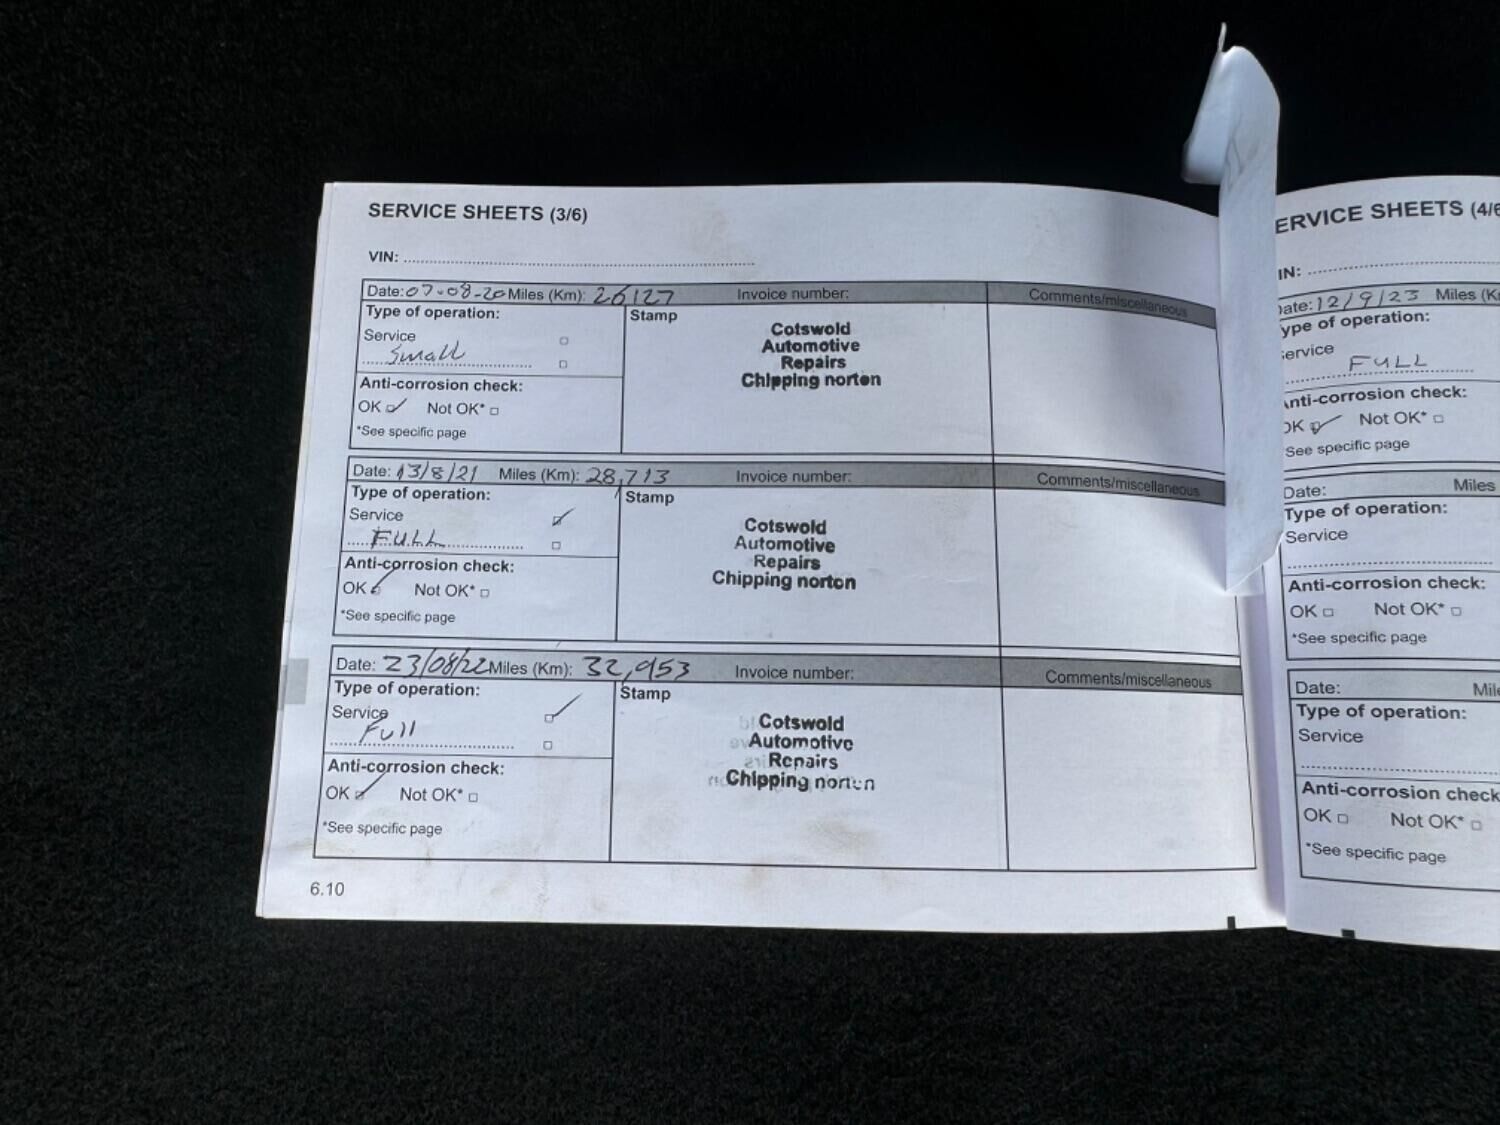 SERVICE SHEETS (3/6)
VIN:
Date: 07-08-20 Miles (Km): 26127 Invoice number: Comments/miscellaneous
Type of operation:
Stamp
Service
Small
Cotswold
Automotive
Repairs
Chipping norton
Anti-corrosion check:
OK Not OK*
*See specific page
Date: 13/8/21 Miles (Km): 28,713 Invoice number: Comments/miscellaneous
Type of operation:
Stamp
Service
FULL
Cotswold
Automotive
Repairs
Chipping norton
Anti-corrosion check:
OK Not OK*
*See specific page
Date: 23/08/22 Miles (Km): 32,953 Invoice number: Comments/miscellaneous
Type of operation:
Stamp
Service
Full
Cotswold
Automotive
Repairs
Chipping norton
Anti-corrosion check:
OK Not OK*
*See specific page
6.10
ERVICE SHEETS (4/6
IN:
ate: 12/9/23 Miles (K
ype of operation:
ervice
FULL
nti-corrosion check:
OK Not OK*
See specific page
Date: Miles
Type of operation:
Service
Anti-corrosion check:
OK Not OK*
*See specific page
Date: Mile
Type of operation:
Service
Anti-corrosion check
OK Not OK*
*See specific page